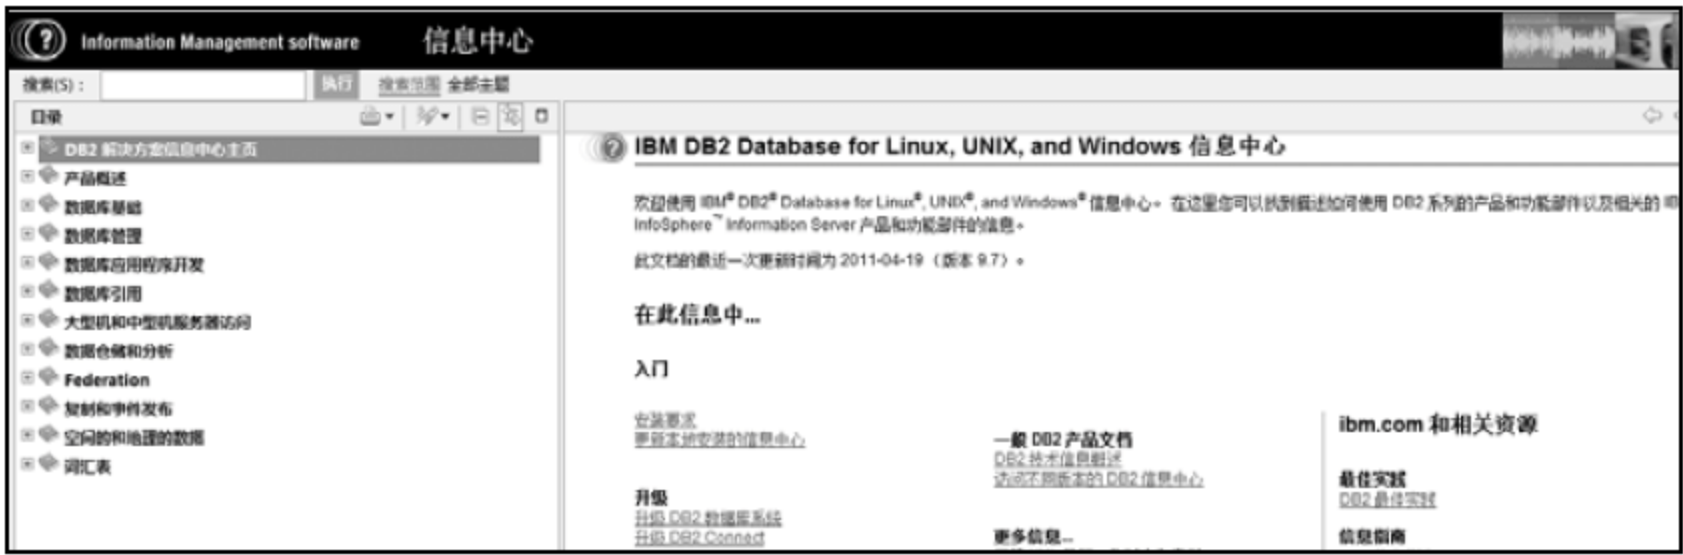 Information Management software 信息中心
搜索(S)： 执行 搜索范围 全部主题
目录
DB2 解决方案信息中心主页
产品概述
数据库基础
数据库管理
数据库应用程序开发
数据库引用
大型机和中型机服务器访问
数据仓储和分析
Federation
复制和事件发布
空间的和地理的数据
词汇表
IBM DB2 Database for Linux, UNIX, and Windows 信息中心
欢迎使用 IBM® DB2® Database for Linux®, UNIX®, and Windows® 信息中心。 在这里您可以找到描述如何使用 DB2 系列的产品和功能部件以及相关的 IB
InfoSphere™ Information Server 产品和功能部件的信息。
此文档的最近一次更新时间为 2011-04-19 （版本 9.7）。
在此信息中...
入门
安装要求
更新本地安装的信息中心
升级
升级 DB2 数据库系统
升级 DB2 Connect
一般 DB2 产品文档
DB2 技术信息概述
访问不同版本的 DB2 信息中心
更多信息...
ibm.com 和相关资源
最佳实践
DB2 最佳实践
信息指南